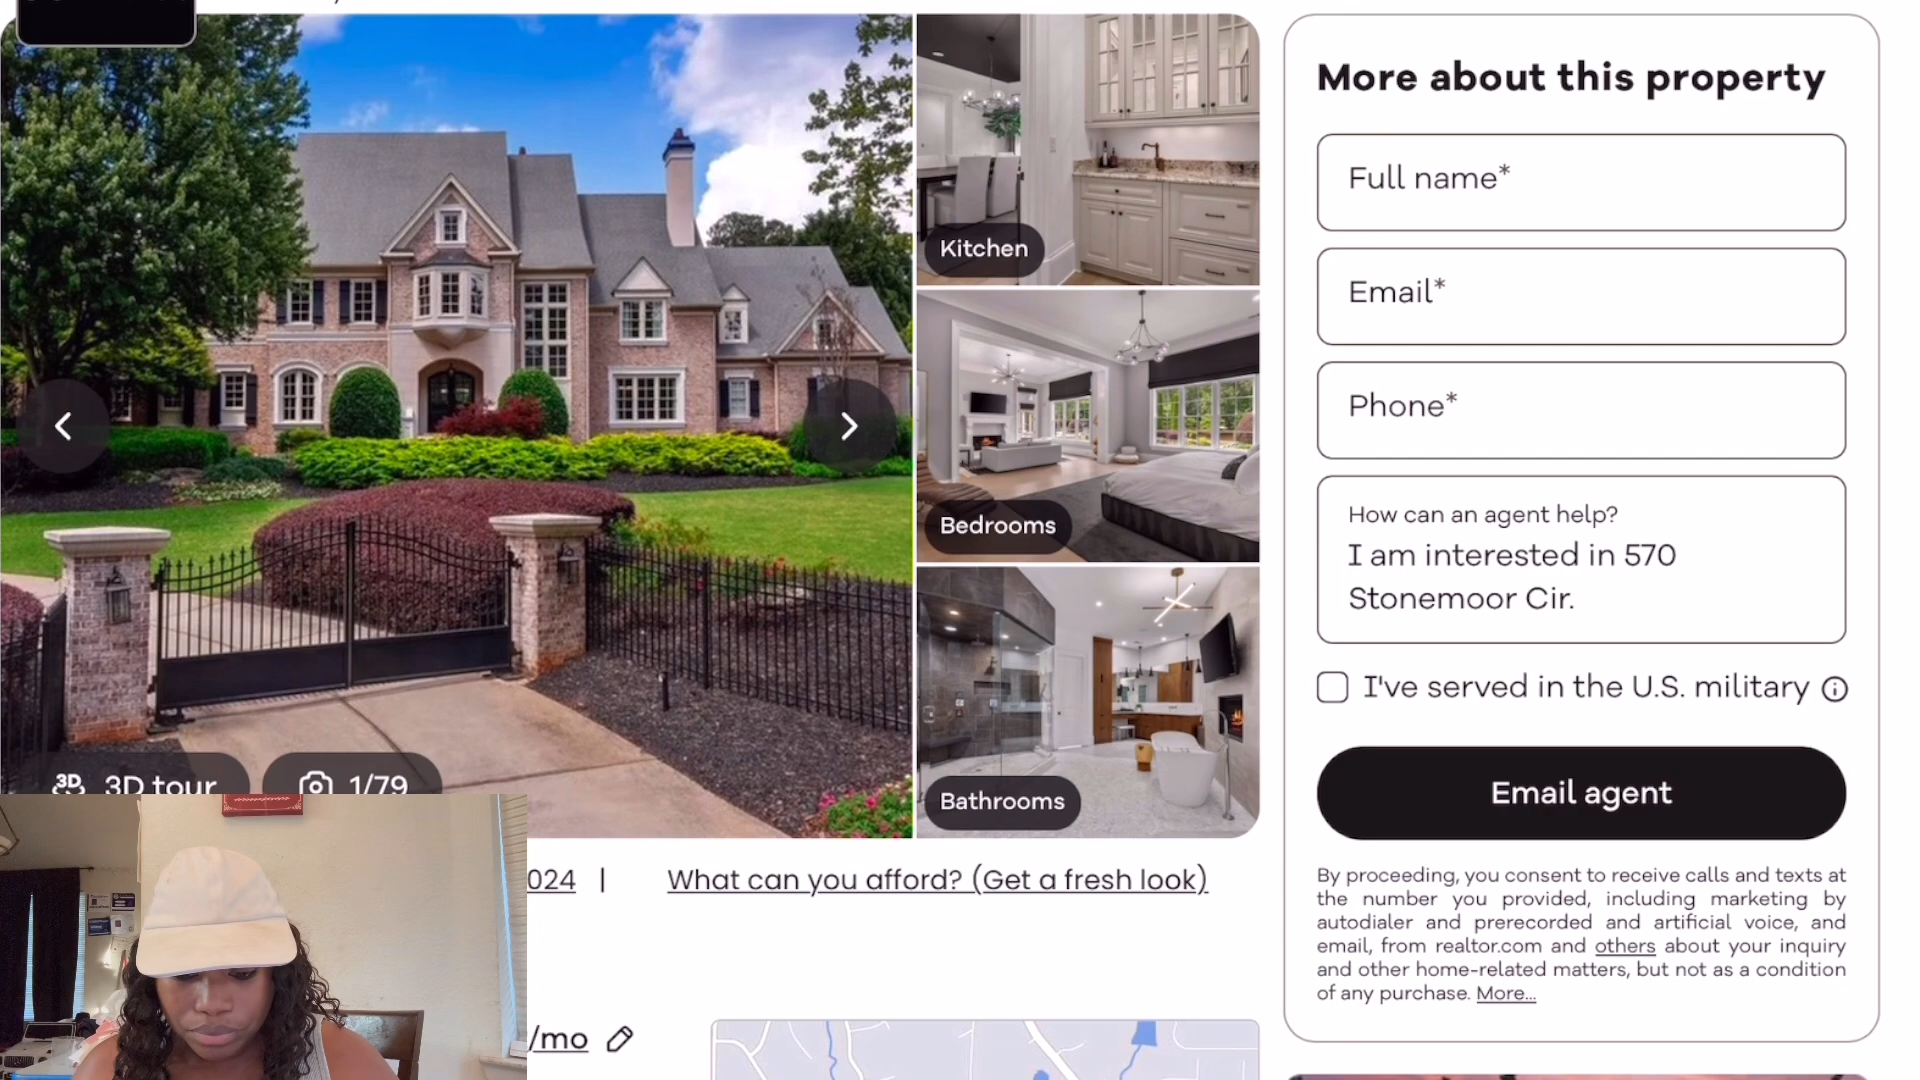 Kitchen
Bedrooms
Bathrooms
3D
3D tour
1/79
024 |
What can you afford? (Get a fresh look)
/mo
More about this property
Full name*
Email*
Phone*
How can an agent help?
I am interested in 570
Stonemoor Cir.
I've served in the U.S. military
Email agent
By proceeding, you consent to receive calls and texts at
the number you provided, including marketing by
autodialer and prerecorded and artificial voice, and
email, from realtor.com and others about your inquiry
and other home-related matters, but not as a condition
of any purchase. More...